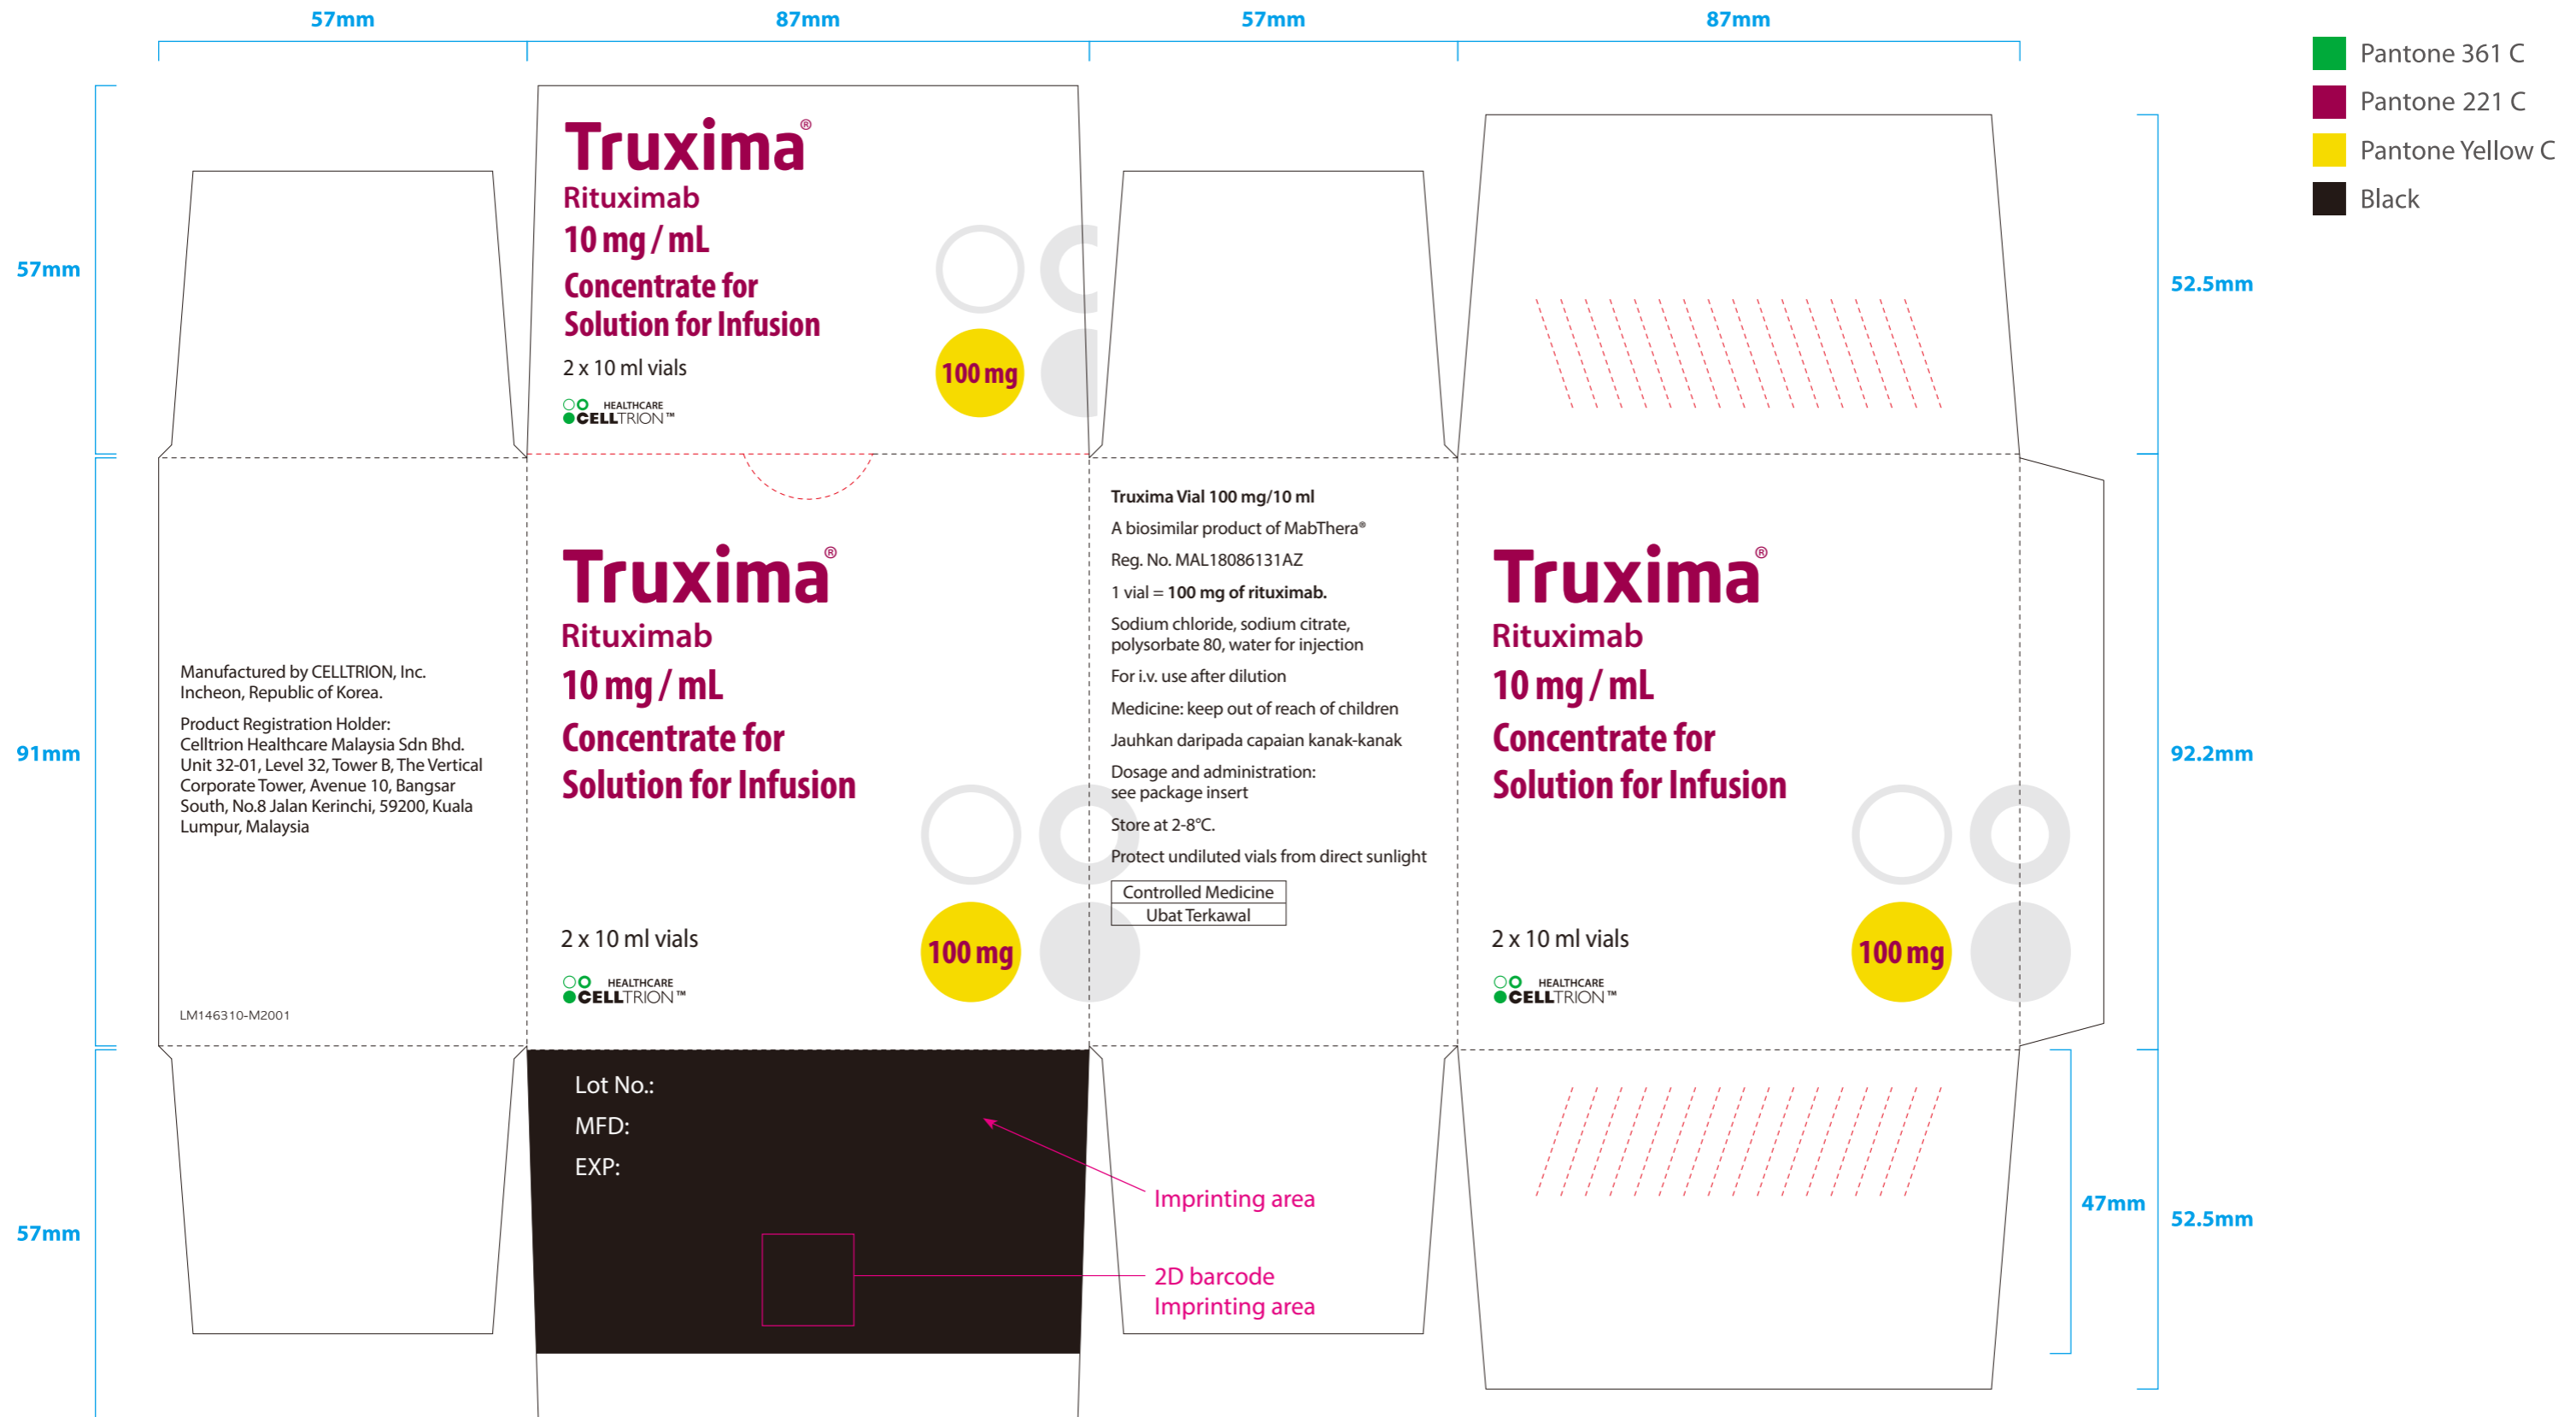 57mm
87mm
57mm
87mm
Pantone 361 C
Pantone 221 C
Pantone Yellow C
Black
57mm
91mm
57mm
52.5mm
92.2mm
47mm
52.5mm
Truxima®
Rituximab
10 mg / mL
Concentrate for
Solution for Infusion
2 x 10 ml vials
100 mg
HEALTHCARE
CELLTRION™
Manufactured by CELLTRION, Inc.
Incheon, Republic of Korea.
Product Registration Holder:
Celltrion Healthcare Malaysia Sdn Bhd.
Unit 32-01, Level 32, Tower B, The Vertical
Corporate Tower, Avenue 10, Bangsar
South, No.8 Jalan Kerinchi, 59200, Kuala
Lumpur, Malaysia
LM146310-M2001
Truxima®
Rituximab
10 mg / mL
Concentrate for
Solution for Infusion
2 x 10 ml vials
100 mg
HEALTHCARE
CELLTRION™
Truxima Vial 100 mg/10 ml
A biosimilar product of MabThera®
Reg. No. MAL18086131AZ
1 vial = 100 mg of rituximab.
Sodium chloride, sodium citrate,
polysorbate 80, water for injection
For i.v. use after dilution
Medicine: keep out of reach of children
Jauhkan daripada capaian kanak-kanak
Dosage and administration:
see package insert
Store at 2-8°C.
Protect undiluted vials from direct sunlight
Controlled Medicine
Ubat Terkawal
Truxima®
Rituximab
10 mg / mL
Concentrate for
Solution for Infusion
2 x 10 ml vials
100 mg
HEALTHCARE
CELLTRION™
Lot No.:
MFD:
EXP:
Imprinting area
2D barcode
Imprinting area